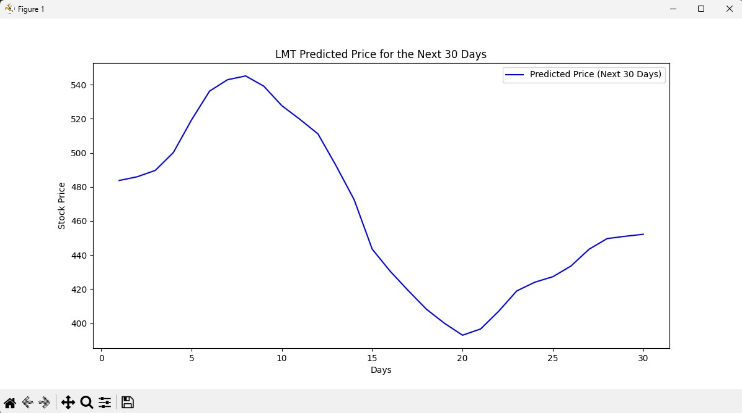 Figure 1
LMT Predicted Price for the Next 30 Days
Predicted Price (Next 30 Days)
540
520
500
480
460
440
420
400
Stock Price
0 5 10 15 20 25 30
Days